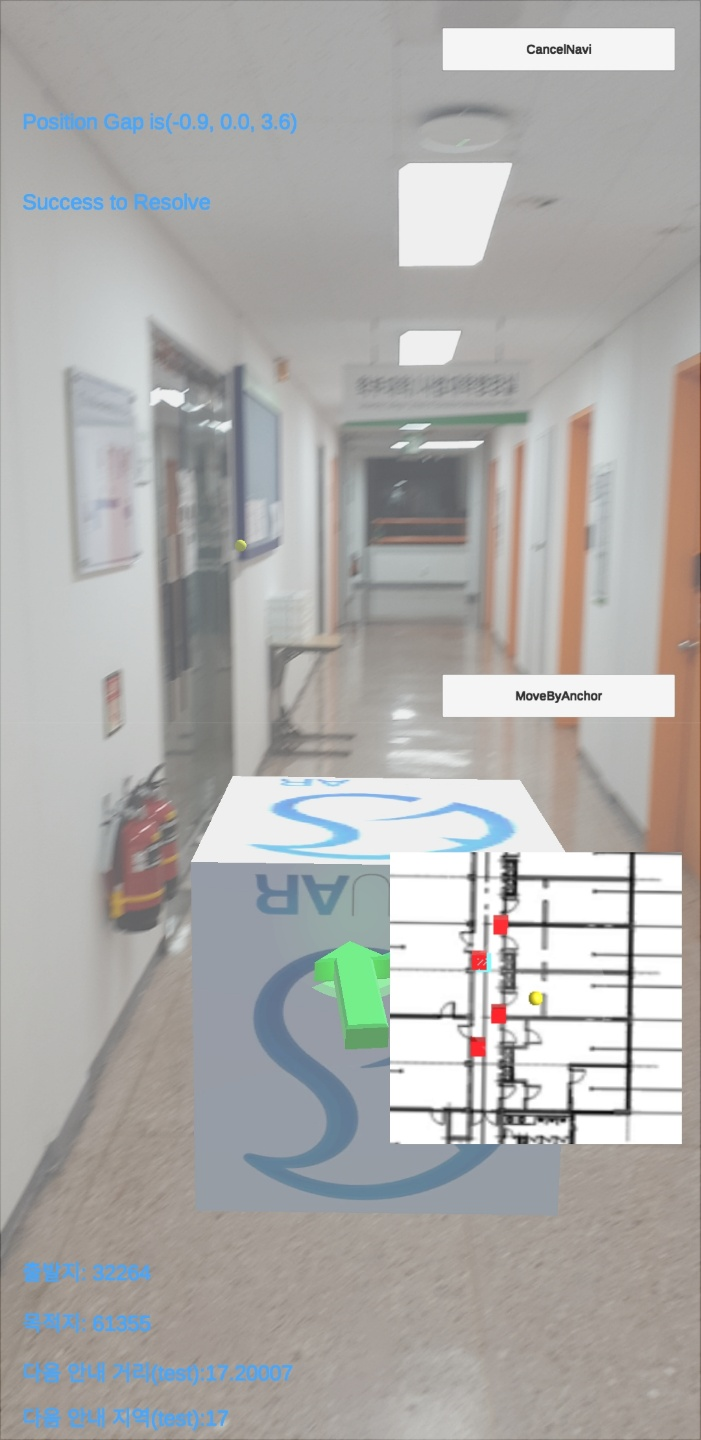 CancelNavi
Position Gap is(-0.9, 0.0, 3.6)
Success to Resolve
MoveByAnchor
AR
QUAR
출발지: 32264
목적지: 61355
다음 안내 거리(test):17.20007
다음 안내 지역(test):17